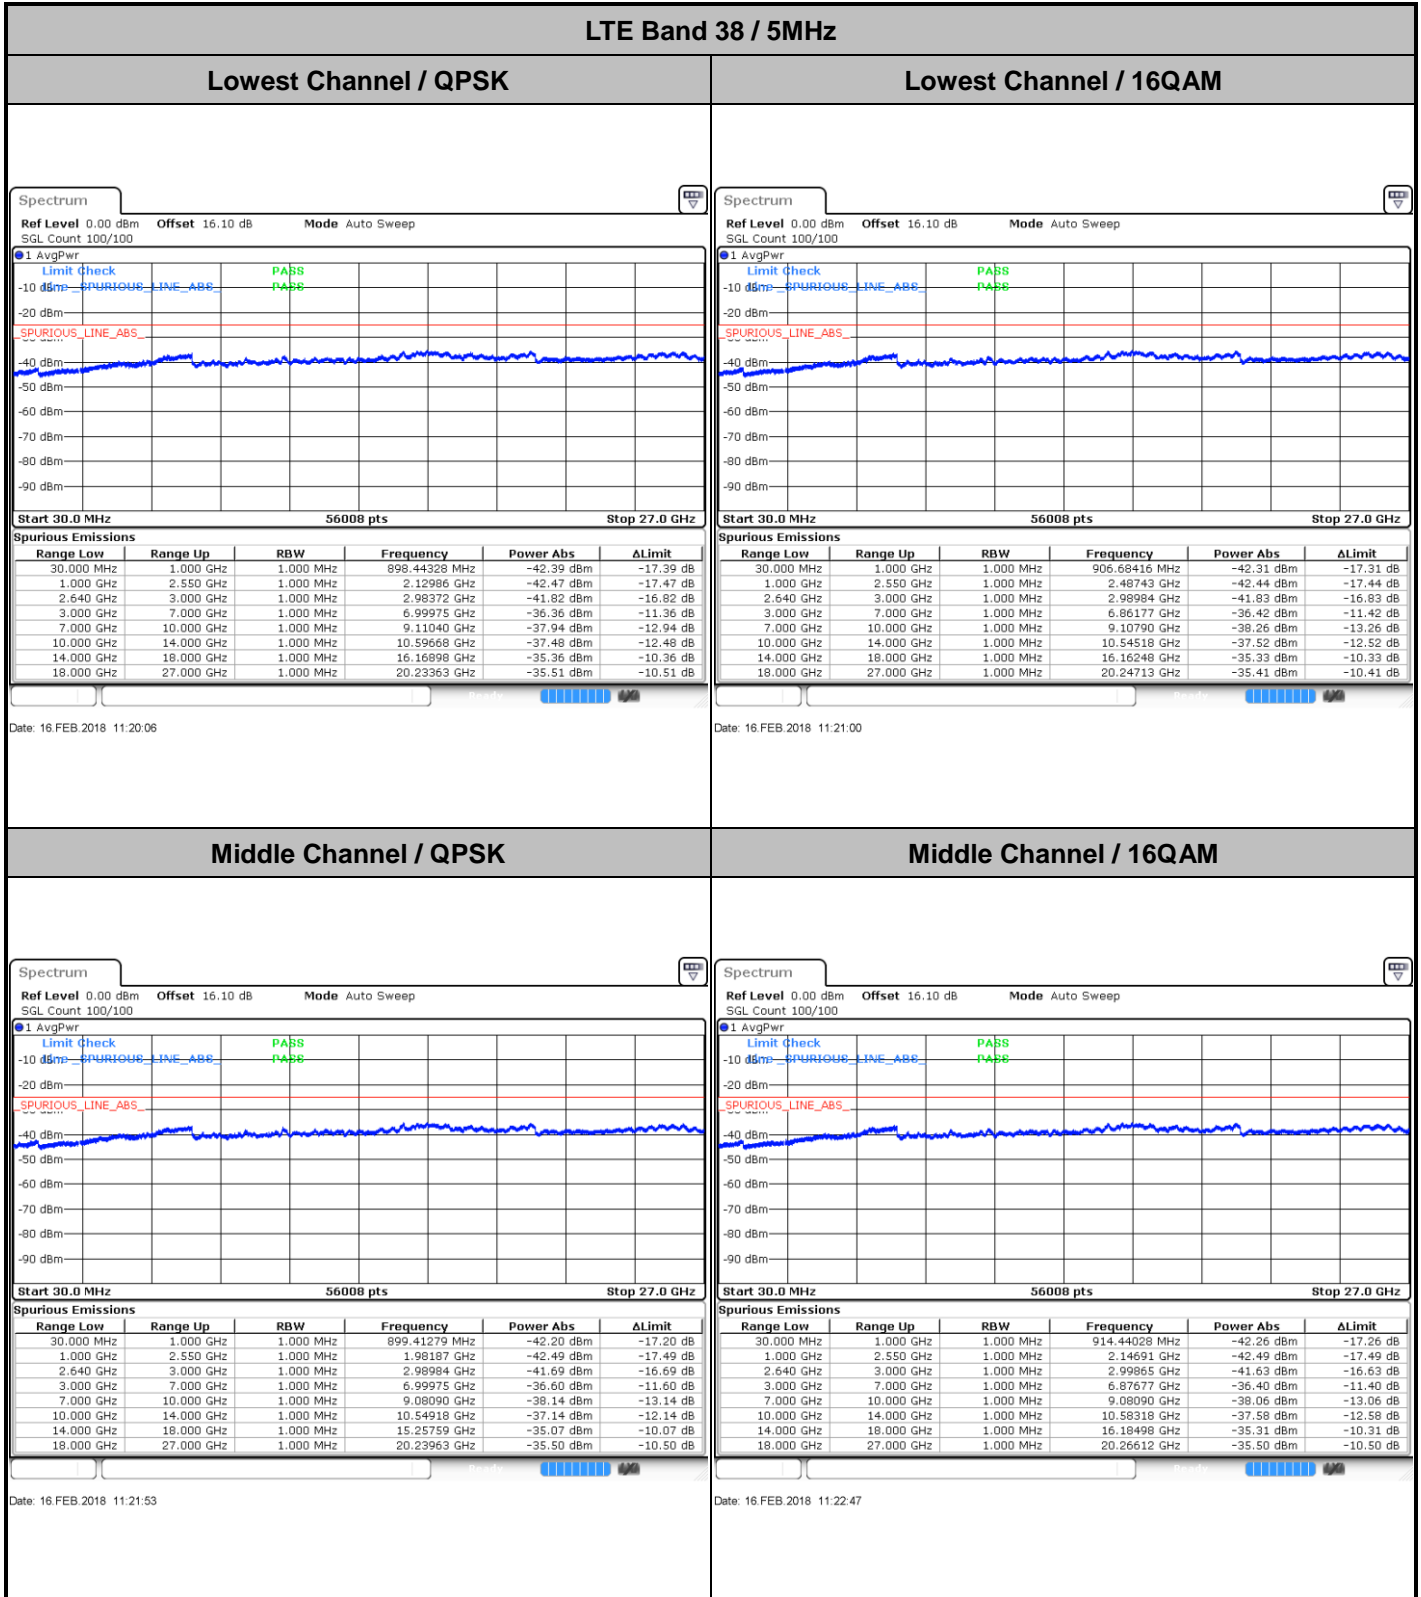 LTE Band 38 / 5MHz
Lowest Channel / QPSK
Lowest Channel / 16QAM
Spectrum
Ref Level 0.00 dBm Offset 16.10 dB Mode Auto Sweep
SGL Count 100/100
1 AvgPwr
Limit Check PASS
Line _SPURIOUS_LINE_ABS_ PASS
-10 dBm
-20 dBm
_SPURIOUS_LINE_ABS_
-40 dBm
-50 dBm
-60 dBm
-70 dBm
-80 dBm
-90 dBm
Start 30.0 MHz 56008 pts Stop 27.0 GHz
Spurious Emissions
Range Low Range Up RBW Frequency Power Abs ΔLimit
30.000 MHz 1.000 GHz 1.000 MHz 898.44328 MHz -42.39 dBm -17.39 dB
1.000 GHz 2.550 GHz 1.000 MHz 2.12986 GHz -42.47 dBm -17.47 dB
2.640 GHz 3.000 GHz 1.000 MHz 2.98372 GHz -41.82 dBm -16.82 dB
3.000 GHz 7.000 GHz 1.000 MHz 6.99975 GHz -36.36 dBm -11.36 dB
7.000 GHz 10.000 GHz 1.000 MHz 9.11040 GHz -37.94 dBm -12.94 dB
10.000 GHz 14.000 GHz 1.000 MHz 10.59668 GHz -37.48 dBm -12.48 dB
14.000 GHz 18.000 GHz 1.000 MHz 16.16898 GHz -35.36 dBm -10.36 dB
18.000 GHz 27.000 GHz 1.000 MHz 20.23363 GHz -35.51 dBm -10.51 dB
Ready
Date: 16.FEB.2018 11:20:06
Spectrum
Ref Level 0.00 dBm Offset 16.10 dB Mode Auto Sweep
SGL Count 100/100
1 AvgPwr
Limit Check PASS
Line _SPURIOUS_LINE_ABS_ PASS
-10 dBm
-20 dBm
_SPURIOUS_LINE_ABS_
-40 dBm
-50 dBm
-60 dBm
-70 dBm
-80 dBm
-90 dBm
Start 30.0 MHz 56008 pts Stop 27.0 GHz
Spurious Emissions
Range Low Range Up RBW Frequency Power Abs ΔLimit
30.000 MHz 1.000 GHz 1.000 MHz 906.68416 MHz -42.31 dBm -17.31 dB
1.000 GHz 2.550 GHz 1.000 MHz 2.48743 GHz -42.44 dBm -17.44 dB
2.640 GHz 3.000 GHz 1.000 MHz 2.98984 GHz -41.83 dBm -16.83 dB
3.000 GHz 7.000 GHz 1.000 MHz 6.86177 GHz -36.42 dBm -11.42 dB
7.000 GHz 10.000 GHz 1.000 MHz 9.10790 GHz -38.26 dBm -13.26 dB
10.000 GHz 14.000 GHz 1.000 MHz 10.54518 GHz -37.52 dBm -12.52 dB
14.000 GHz 18.000 GHz 1.000 MHz 16.16248 GHz -35.33 dBm -10.33 dB
18.000 GHz 27.000 GHz 1.000 MHz 20.24713 GHz -35.41 dBm -10.41 dB
Ready
Date: 16.FEB.2018 11:21:00
Middle Channel / QPSK
Middle Channel / 16QAM
Spectrum
Ref Level 0.00 dBm Offset 16.10 dB Mode Auto Sweep
SGL Count 100/100
1 AvgPwr
Limit Check PASS
Line _SPURIOUS_LINE_ABS_ PASS
-10 dBm
-20 dBm
_SPURIOUS_LINE_ABS_
-40 dBm
-50 dBm
-60 dBm
-70 dBm
-80 dBm
-90 dBm
Start 30.0 MHz 56008 pts Stop 27.0 GHz
Spurious Emissions
Range Low Range Up RBW Frequency Power Abs ΔLimit
30.000 MHz 1.000 GHz 1.000 MHz 899.41279 MHz -42.20 dBm -17.20 dB
1.000 GHz 2.550 GHz 1.000 MHz 1.98187 GHz -42.49 dBm -17.49 dB
2.640 GHz 3.000 GHz 1.000 MHz 2.98984 GHz -41.69 dBm -16.69 dB
3.000 GHz 7.000 GHz 1.000 MHz 6.99975 GHz -36.60 dBm -11.60 dB
7.000 GHz 10.000 GHz 1.000 MHz 9.08090 GHz -38.14 dBm -13.14 dB
10.000 GHz 14.000 GHz 1.000 MHz 10.54918 GHz -37.14 dBm -12.14 dB
14.000 GHz 18.000 GHz 1.000 MHz 15.25759 GHz -35.07 dBm -10.07 dB
18.000 GHz 27.000 GHz 1.000 MHz 20.23963 GHz -35.50 dBm -10.50 dB
Ready
Date: 16.FEB.2018 11:21:53
Spectrum
Ref Level 0.00 dBm Offset 16.10 dB Mode Auto Sweep
SGL Count 100/100
1 AvgPwr
Limit Check PASS
Line _SPURIOUS_LINE_ABS_ PASS
-10 dBm
-20 dBm
_SPURIOUS_LINE_ABS_
-40 dBm
-50 dBm
-60 dBm
-70 dBm
-80 dBm
-90 dBm
Start 30.0 MHz 56008 pts Stop 27.0 GHz
Spurious Emissions
Range Low Range Up RBW Frequency Power Abs ΔLimit
30.000 MHz 1.000 GHz 1.000 MHz 914.44028 MHz -42.26 dBm -17.26 dB
1.000 GHz 2.550 GHz 1.000 MHz 2.14691 GHz -42.49 dBm -17.49 dB
2.640 GHz 3.000 GHz 1.000 MHz 2.99865 GHz -41.63 dBm -16.63 dB
3.000 GHz 7.000 GHz 1.000 MHz 6.87677 GHz -36.40 dBm -11.40 dB
7.000 GHz 10.000 GHz 1.000 MHz 9.08090 GHz -38.06 dBm -13.06 dB
10.000 GHz 14.000 GHz 1.000 MHz 10.58318 GHz -37.58 dBm -12.58 dB
14.000 GHz 18.000 GHz 1.000 MHz 16.18498 GHz -35.31 dBm -10.31 dB
18.000 GHz 27.000 GHz 1.000 MHz 20.26612 GHz -35.50 dBm -10.50 dB
Ready
Date: 16.FEB.2018 11:22:47